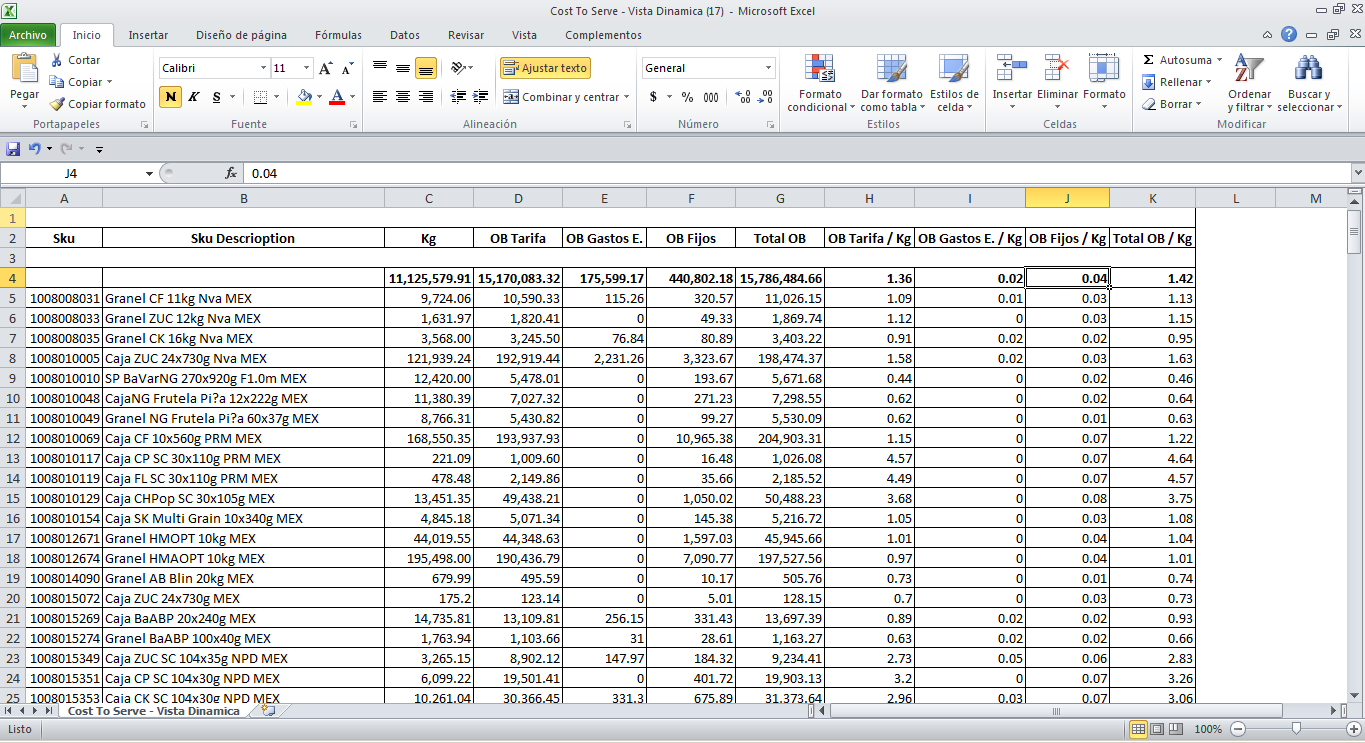 Cost To Serve - Vista Dinamica (17) - Microsoft Excel
Archivo Inicio Insertar Diseño de página Fórmulas Datos Revisar Vista Complementos
Pegar Cortar Copiar Copiar formato Portapapeles
Calibri 11 A A N K S A Fuente
Ajustar texto Combinar y centrar Alineación
General $ % 000 Número
Formato condicional Dar formato como tabla Estilos de celda Estilos
Insertar Eliminar Formato Celdas
Σ Autosuma Rellenar Borrar Ordenar y filtrar Buscar y seleccionar Modificar
J4 fx 0.04
A B C D E F G H I J K L M
1
2 Sku Sku Descrioption Kg OB Tarifa OB Gastos E. OB Fijos Total OB OB Tarifa / Kg OB Gastos E. / Kg OB Fijos / Kg Total OB / Kg
3
4 11,125,579.91 15,170,083.32 175,599.17 440,802.18 15,786,484.66 1.36 0.02 0.04 1.42
5 1008008031 Granel CF 11kg Nva MEX 9,724.06 10,590.33 115.26 320.57 11,026.15 1.09 0.01 0.03 1.13
6 1008008033 Granel ZUC 12kg Nva MEX 1,631.97 1,820.41 0 49.33 1,869.74 1.12 0 0.03 1.15
7 1008008035 Granel CK 16kg Nva MEX 3,568.00 3,245.50 76.84 80.89 3,403.22 0.91 0.02 0.02 0.95
8 1008010005 Caja ZUC 24x730g Nva MEX 121,939.24 192,919.44 2,231.26 3,323.67 198,474.37 1.58 0.02 0.03 1.63
9 1008010010 SP BaVarNG 270x920g F1.0m MEX 12,420.00 5,478.01 0 193.67 5,671.68 0.44 0 0.02 0.46
10 1008010048 CajaNG Frutela Pi?a 12x222g MEX 11,380.39 7,027.32 0 271.23 7,298.55 0.62 0 0.02 0.64
11 1008010049 Granel NG Frutela Pi?a 60x37g MEX 8,766.31 5,430.82 0 99.27 5,530.09 0.62 0 0.01 0.63
12 1008010069 Caja CF 10x560g PRM MEX 168,550.35 193,937.93 0 10,965.38 204,903.31 1.15 0 0.07 1.22
13 1008010117 Caja CP SC 30x110g PRM MEX 221.09 1,009.60 0 16.48 1,026.08 4.57 0 0.07 4.64
14 1008010119 Caja FL SC 30x110g PRM MEX 478.48 2,149.86 0 35.66 2,185.52 4.49 0 0.07 4.57
15 1008010129 Caja CHPop SC 30x105g MEX 13,451.35 49,438.21 0 1,050.02 50,488.23 3.68 0 0.08 3.75
16 1008010154 Caja SK Multi Grain 10x340g MEX 4,845.18 5,071.34 0 145.38 5,216.72 1.05 0 0.03 1.08
17 1008012671 Granel HMOPT 10kg MEX 44,019.55 44,348.63 0 1,597.03 45,945.66 1.01 0 0.04 1.04
18 1008012674 Granel HMAOPT 10kg MEX 195,498.00 190,436.79 0 7,090.77 197,527.56 0.97 0 0.04 1.01
19 1008014090 Granel AB Blin 20kg MEX 679.99 495.59 0 10.17 505.76 0.73 0 0.01 0.74
20 1008015072 Caja ZUC 24x730g MEX 175.2 123.14 0 5.01 128.15 0.7 0 0.03 0.73
21 1008015269 Caja BaABP 20x240g MEX 14,735.81 13,109.81 256.15 331.43 13,697.39 0.89 0.02 0.02 0.93
22 1008015274 Granel BaABP 100x40g MEX 1,763.94 1,103.66 31 28.61 1,163.27 0.63 0.02 0.02 0.66
23 1008015349 Caja ZUC SC 104x35g NPD MEX 3,265.15 8,902.12 147.97 184.32 9,234.41 2.73 0.05 0.06 2.83
24 1008015351 Caja CP SC 104x30g NPD MEX 6,099.22 19,501.41 0 401.72 19,903.13 3.2 0 0.07 3.26
25 1008015353 Caja CK SC 104x30g NPD MEX 10,261.04 30,366.45 331.3 675.89 31,373.64 2.96 0.03 0.07 3.06
Cost To Serve - Vista Dinamica
Listo 100%